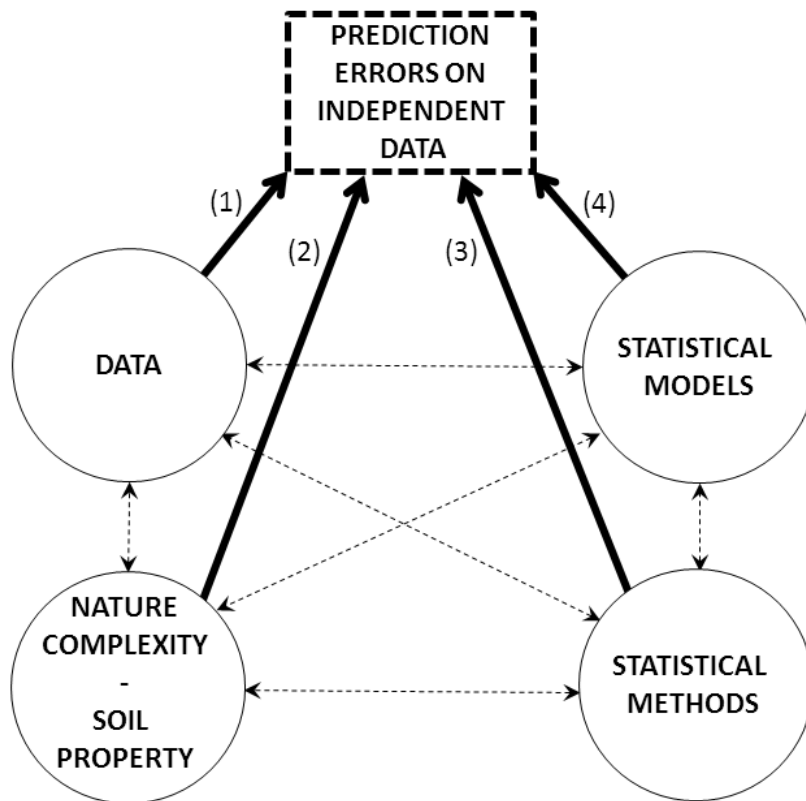 PREDICTION
ERRORS ON
INDEPENDENT
DATA
(1)
(2)
(3)
(4)
DATA
STATISTICAL
MODELS
NATURE
COMPLEXITY
-
SOIL
PROPERTY
STATISTICAL
METHODS